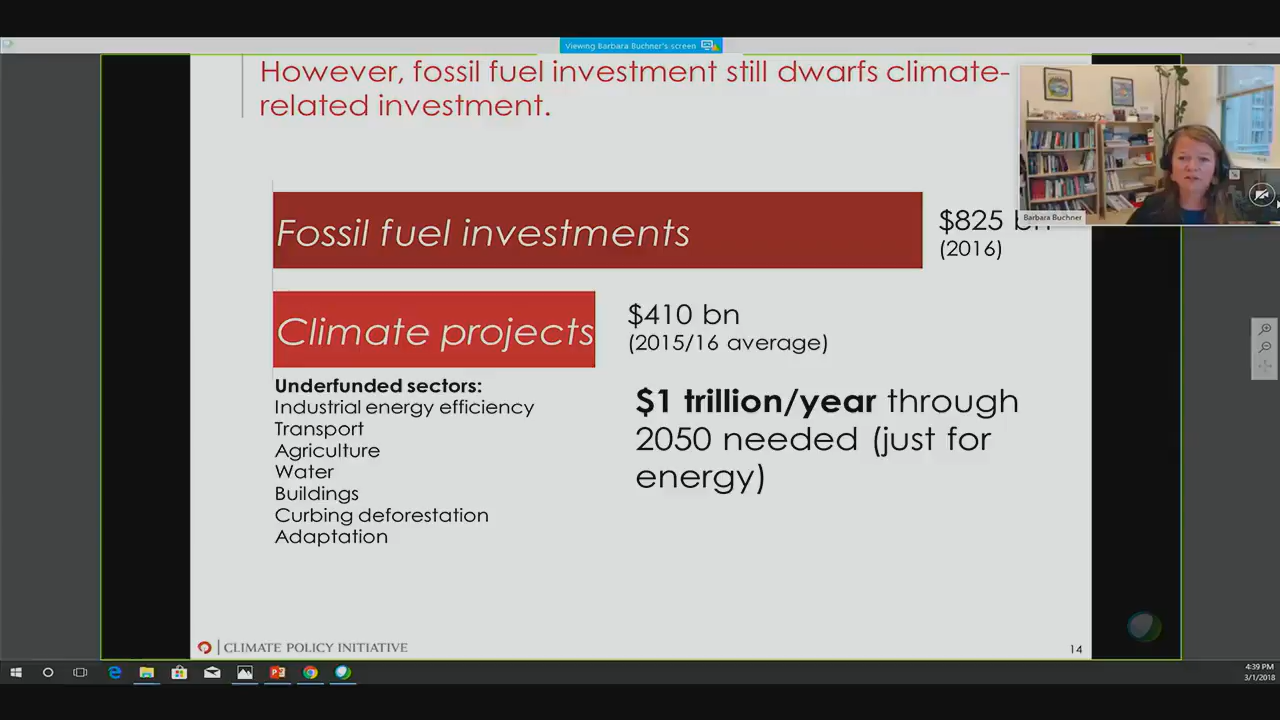 Viewing Barbara Buchner's screen
However, fossil fuel investment still dwarfs climate-
related investment.
Fossil fuel investments
$825 bn
(2016)
Barbara Buchner
Climate projects
$410 bn
(2015/16 average)
Underfunded sectors:
Industrial energy efficiency
Transport
Agriculture
Water
Buildings
Curbing deforestation
Adaptation
$1 trillion/year through
2050 needed (just for
energy)
CLIMATE POLICY INITIATIVE
14
4:39 PM
3/1/2018